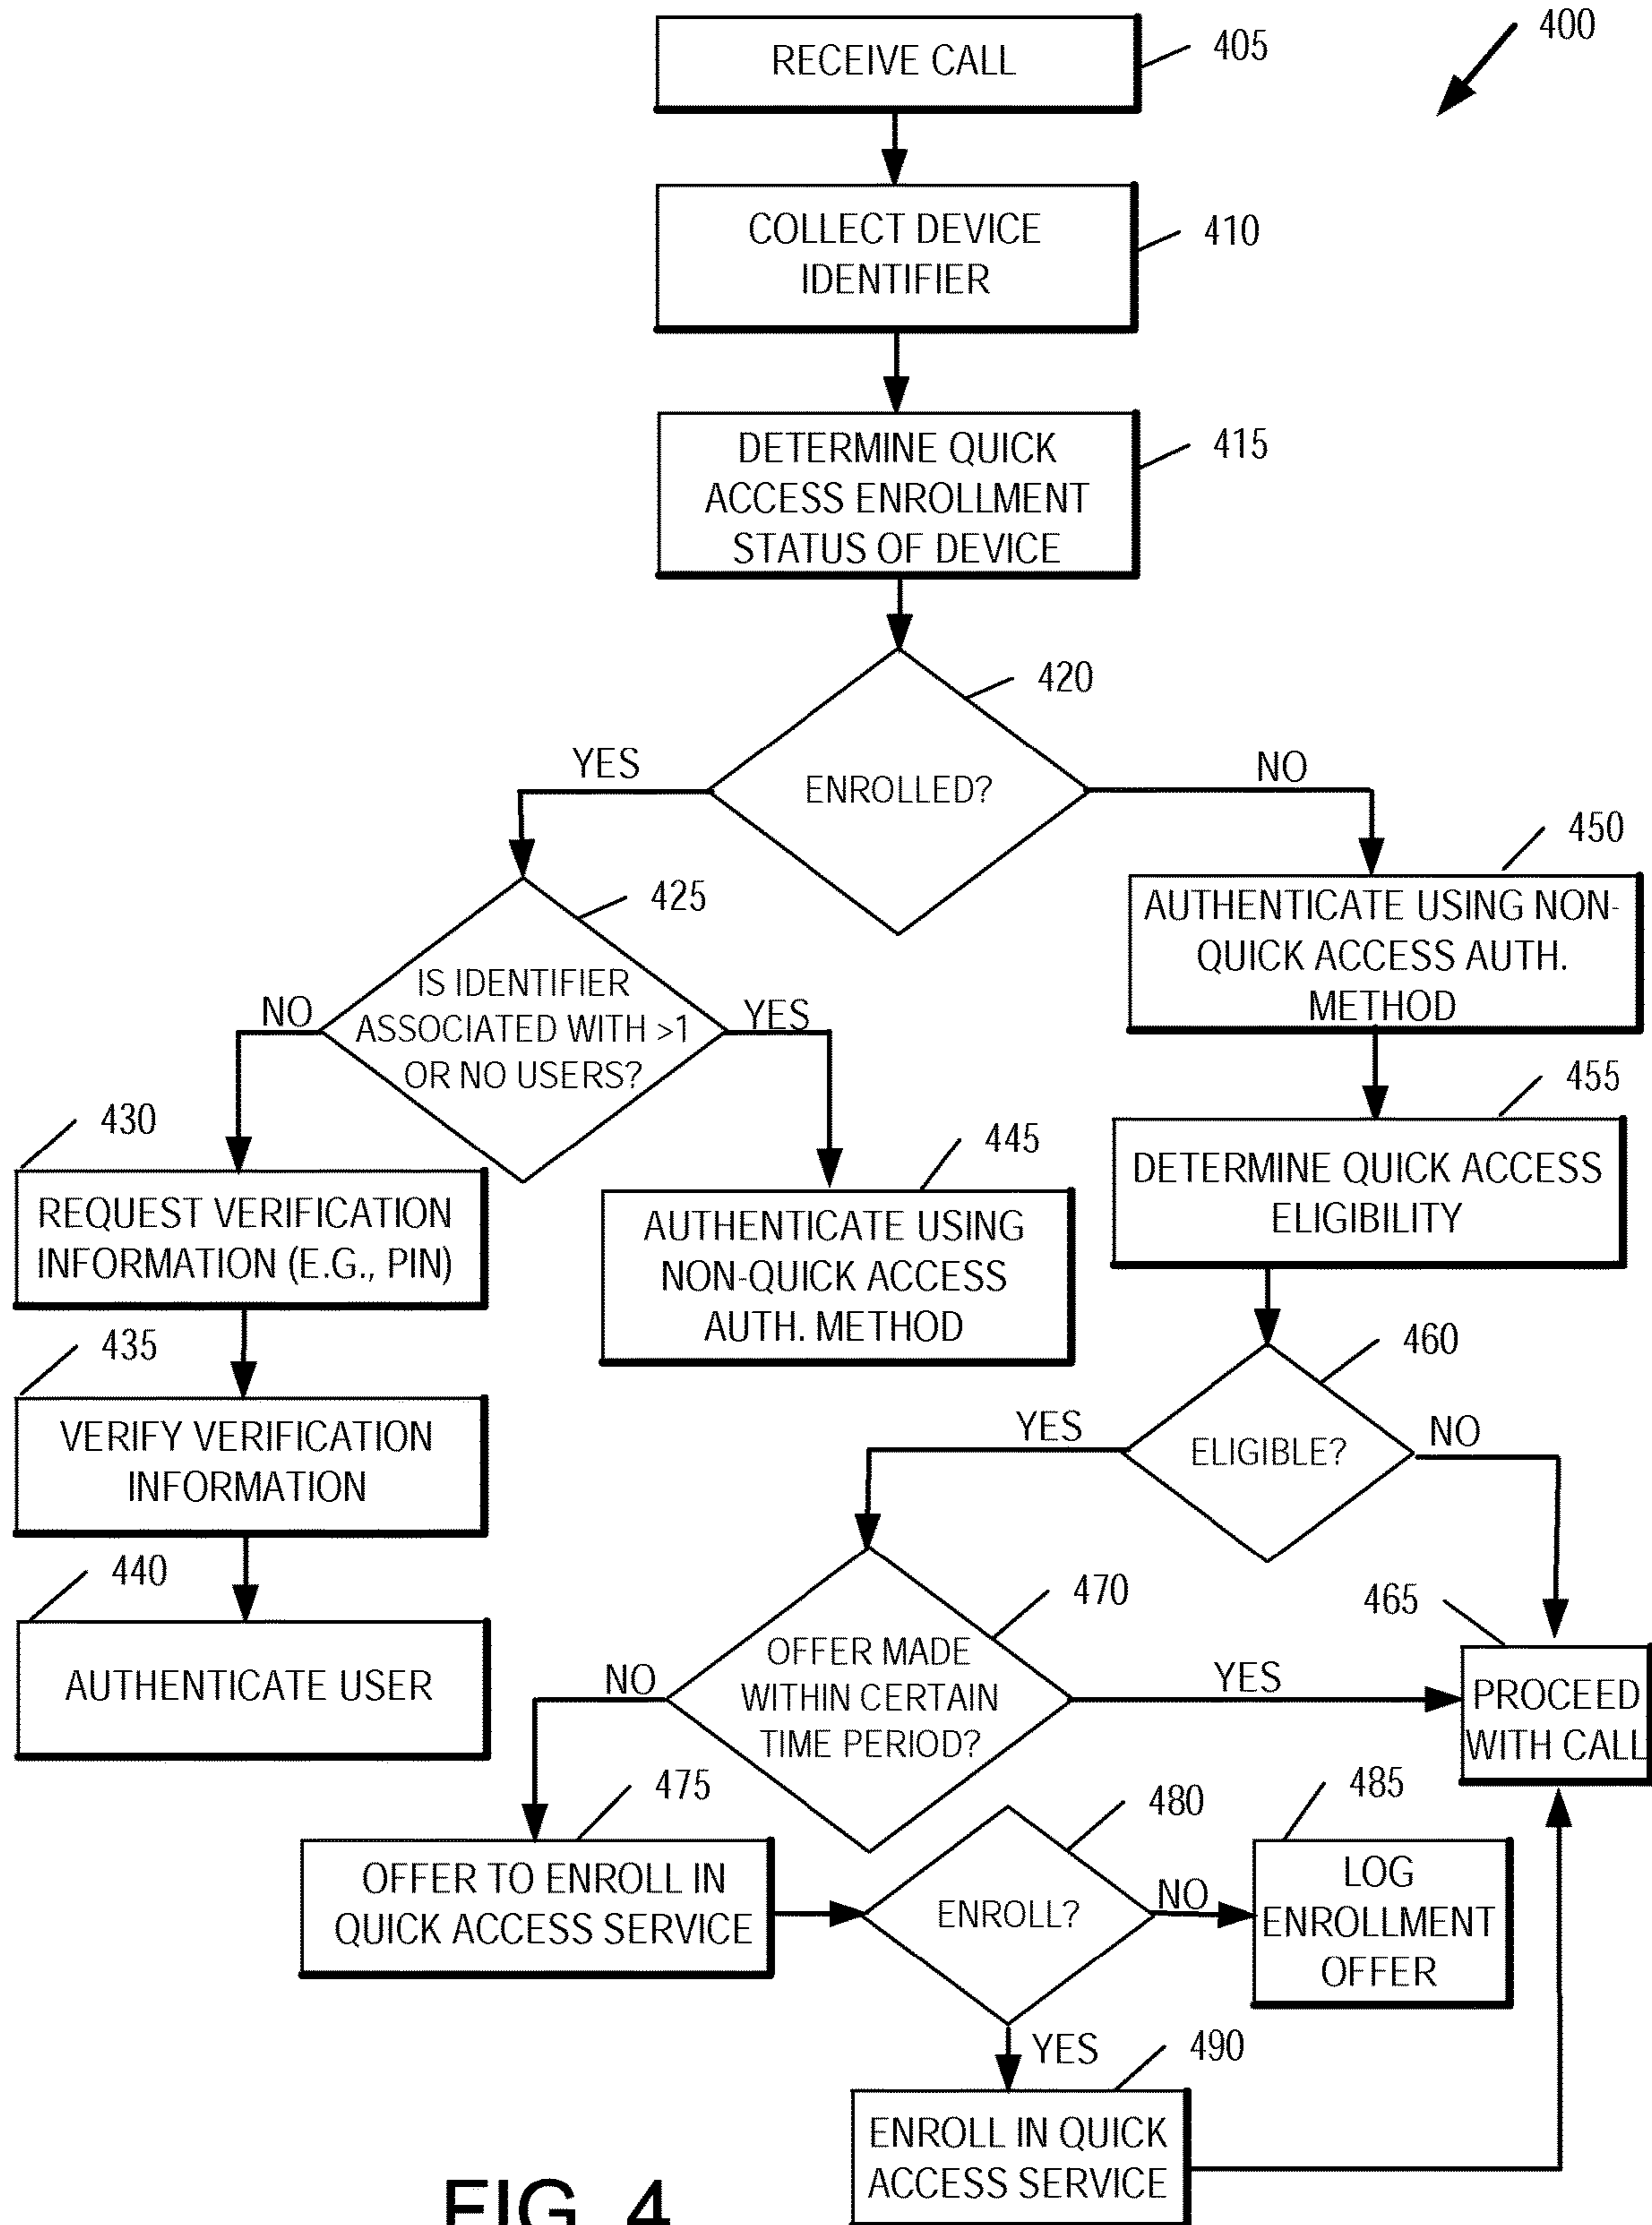 400
RECEIVE CALL
405
COLLECT DEVICE
IDENTIFIER
410
DETERMINE QUICK
ACCESS ENROLLMENT
STATUS OF DEVICE
415
420
ENROLLED?
YES
NO
425
IS IDENTIFIER
ASSOCIATED WITH >1
OR NO USERS?
NO
YES
450
AUTHENTICATE USING NON-
QUICK ACCESS AUTH.
METHOD
430
REQUEST VERIFICATION
INFORMATION (E.G., PIN)
445
AUTHENTICATE USING
NON-QUICK ACCESS
AUTH. METHOD
455
DETERMINE QUICK ACCESS
ELIGIBILITY
435
VERIFY VERIFICATION
INFORMATION
460
ELIGIBLE?
YES
NO
440
AUTHENTICATE USER
470
OFFER MADE
WITHIN CERTAIN
TIME PERIOD?
NO
YES
465
PROCEED
WITH CALL
475
OFFER TO ENROLL IN
QUICK ACCESS SERVICE
480
ENROLL?
NO
YES
485
LOG
ENROLLMENT
OFFER
490
ENROLL IN QUICK
ACCESS SERVICE
FIG. 4